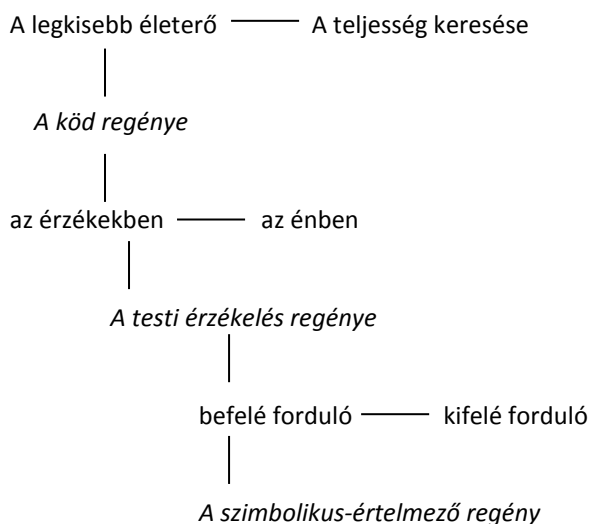 A legkisebb életerő A teljesség keresése
A köd regénye
az érzékekben az énben
A testi érzékelés regénye
befelé forduló kifelé forduló
A szimbolikus-értelmező regény